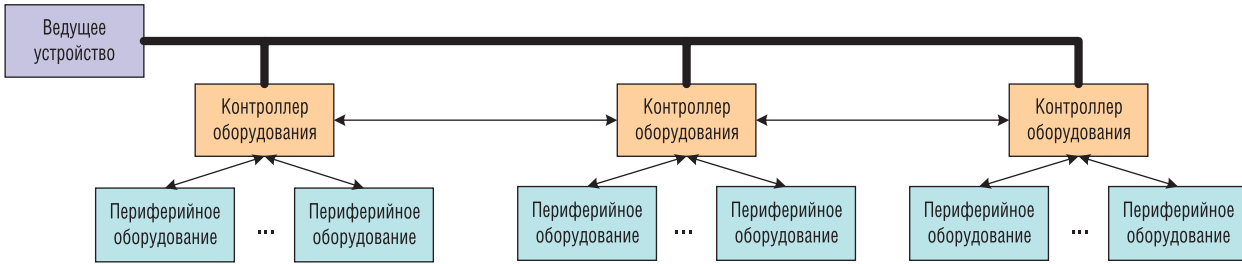 Ведущее
устройство
Контроллер
оборудования
Контроллер
оборудования
Контроллер
оборудования
Периферийное
оборудование
...
Периферийное
оборудование
Периферийное
оборудование
...
Периферийное
оборудование
Периферийное
оборудование
...
Периферийное
оборудование